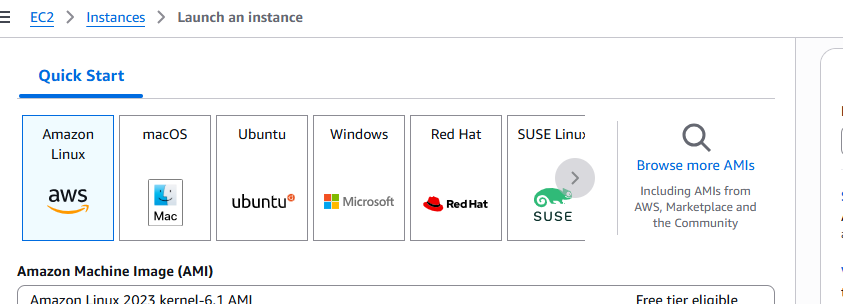 EC2 > Instances > Launch an instance
Quick Start
Amazon
Linux
aws
macOS
Mac
Ubuntu
ubuntu
Windows
Microsoft
Red Hat
Red Hat
SUSE Linux
SUSE
Browse more AMIs
Including AMIs from
AWS, Marketplace and
the Community
Amazon Machine Image (AMI)
Amazon Linux 2023 kernel-6.1 AMI
Free tier eligible